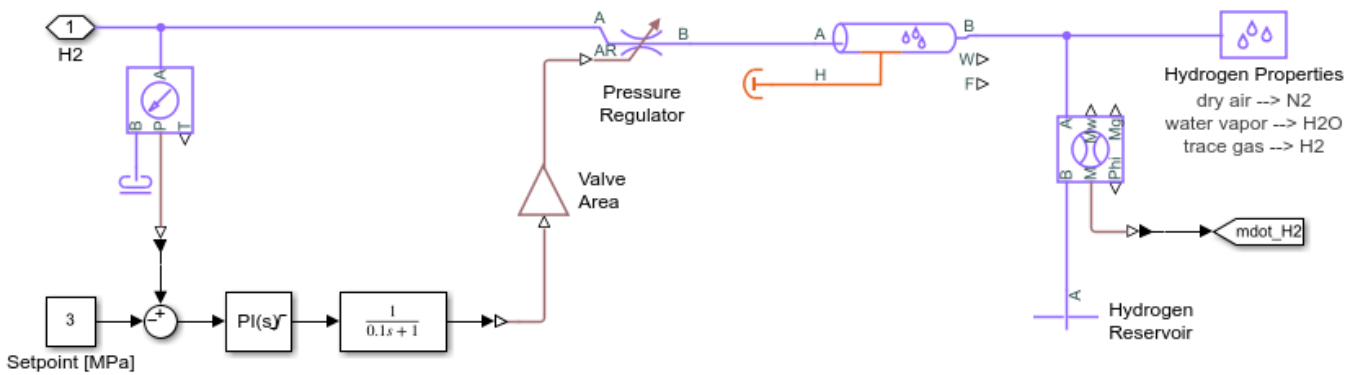 1
H2
A
AR
B
Pressure
Regulator
A
H
B
W
F
Hydrogen Properties
dry air --> N2
water vapor --> H2O
trace gas --> H2
A
B
P
T
A
Mw
Mg
B
M
Phi
Valve
Area
mdot_H2
3
Setpoint [MPa]
−
+
PI(s)
1
0.1s + 1
A
Hydrogen
Reservoir